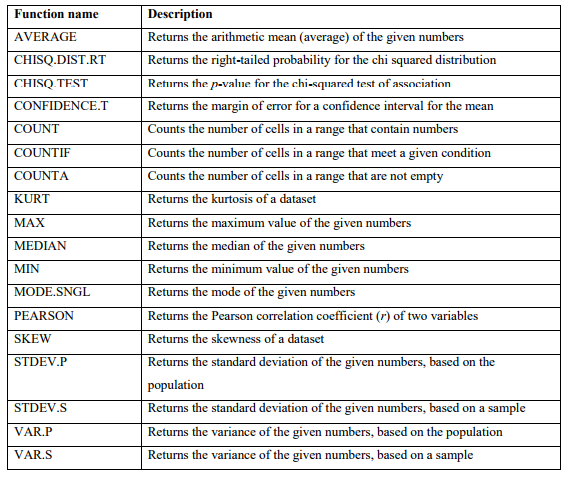 Function name Description
AVERAGE Returns the arithmetic mean (average) of the given numbers
CHISQ.DIST.RT Returns the right-tailed probability for the chi squared distribution
CHISQ.TEST Returns the p-value for the chi-squared test of association
CONFIDENCE.T Returns the margin of error for a confidence interval for the mean
COUNT Counts the number of cells in a range that contain numbers
COUNTIF Counts the number of cells in a range that meet a given condition
COUNTA Counts the number of cells in a range that are not empty
KURT Returns the kurtosis of a dataset
MAX Returns the maximum value of the given numbers
MEDIAN Returns the median of the given numbers
MIN Returns the minimum value of the given numbers
MODE.SNGL Returns the mode of the given numbers
PEARSON Returns the Pearson correlation coefficient (r) of two variables
SKEW Returns the skewness of a dataset
STDEV.P Returns the standard deviation of the given numbers, based on the
population
STDEV.S Returns the standard deviation of the given numbers, based on a sample
VAR.P Returns the variance of the given numbers, based on the population
VAR.S Returns the variance of the given numbers, based on a sample